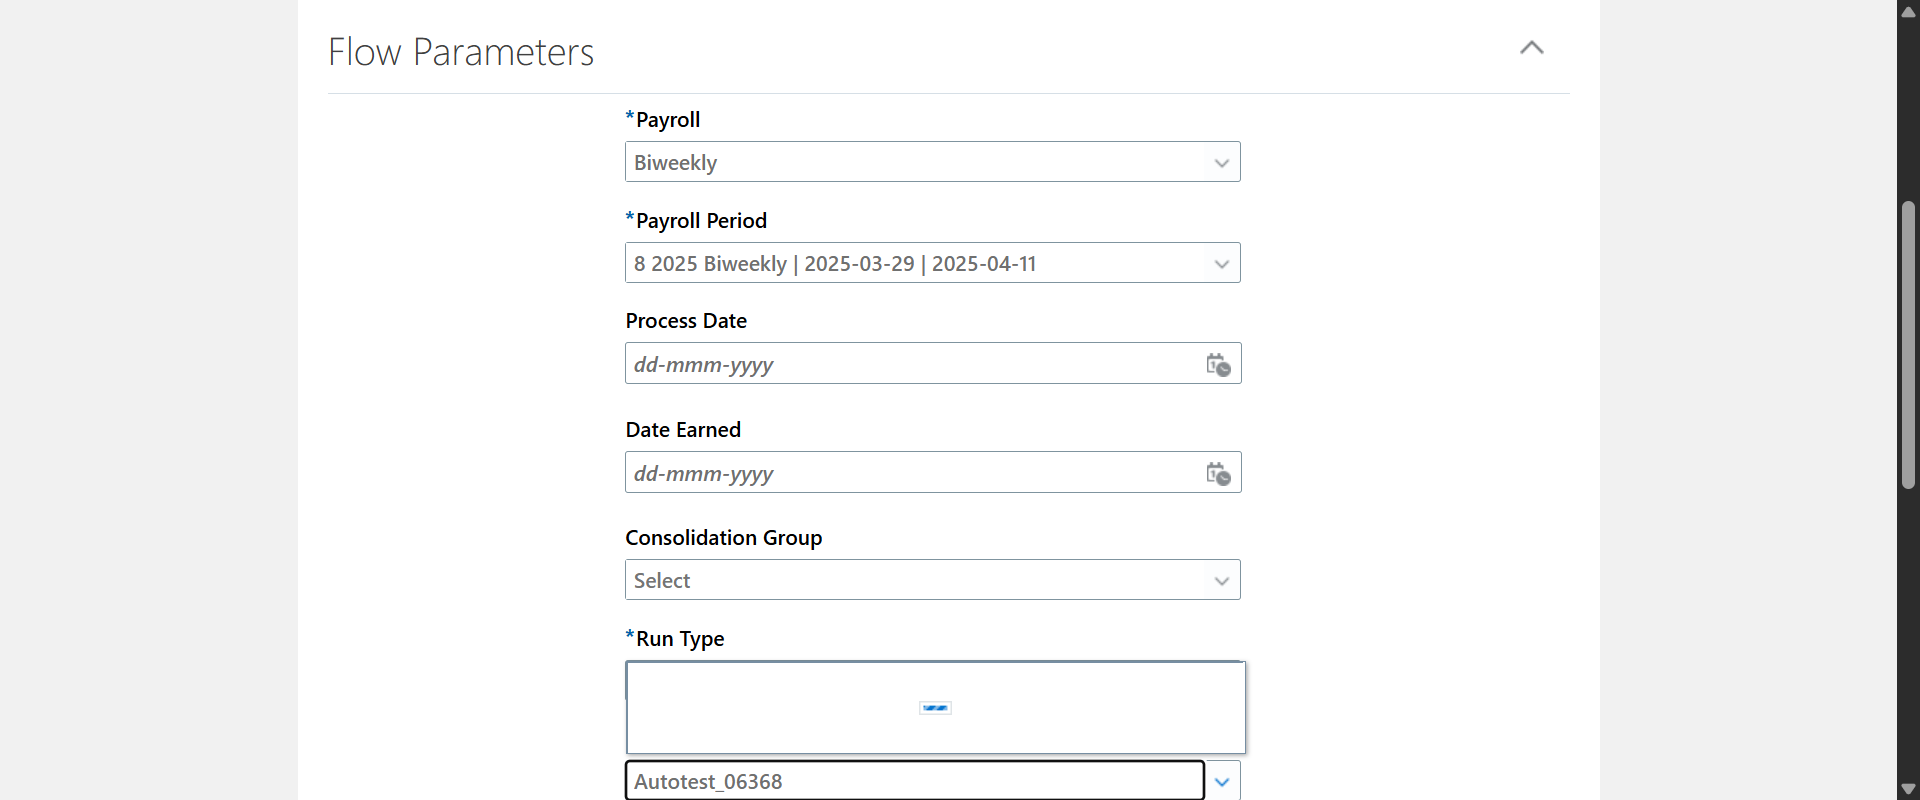 Flow Parameters
*Payroll
Biweekly
*Payroll Period
8 2025 Biweekly | 2025-03-29 | 2025-04-11
Process Date
dd-mmm-yyyy
Date Earned
dd-mmm-yyyy
Consolidation Group
Select
*Run Type
Autotest_06368